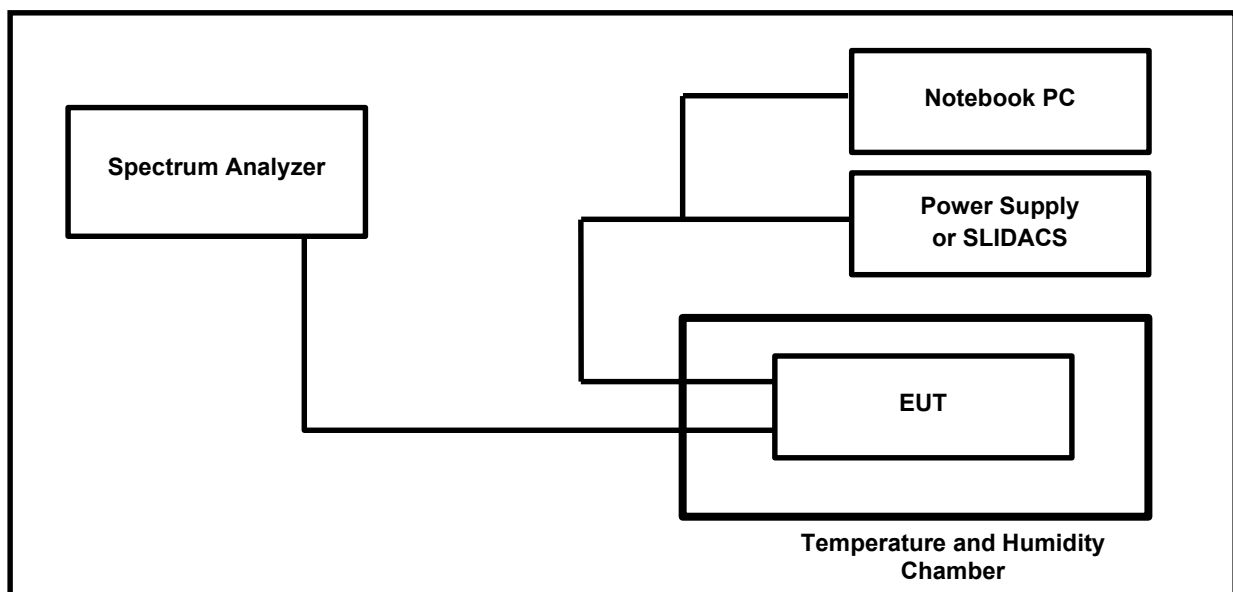 Notebook PC
Spectrum Analyzer
Power Supply
or SLIDACS
EUT
Temperature and Humidity
Chamber